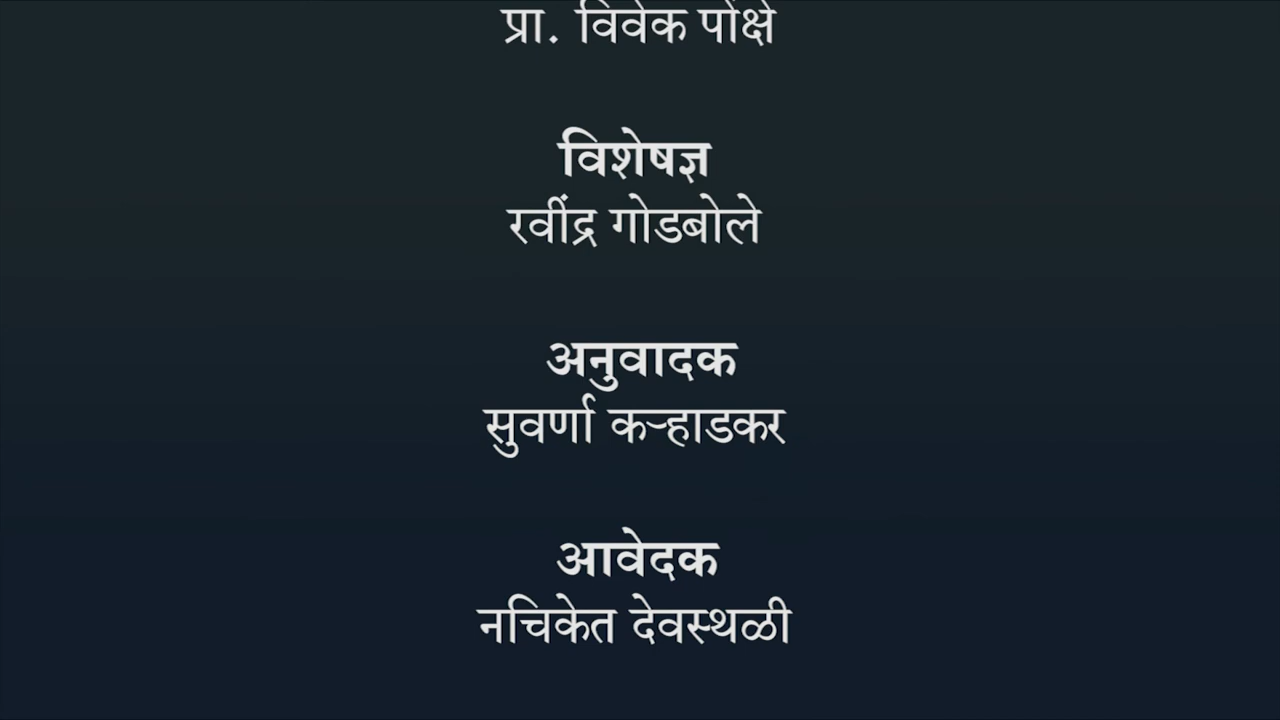 प्रा. विवेक पोंक्षे
विशेषज्ञ
रवींद्र गोडबोले
अनुवादक
सुवर्णा कऱ्हाडकर
आवेदक
नचिकेत देवस्थळी